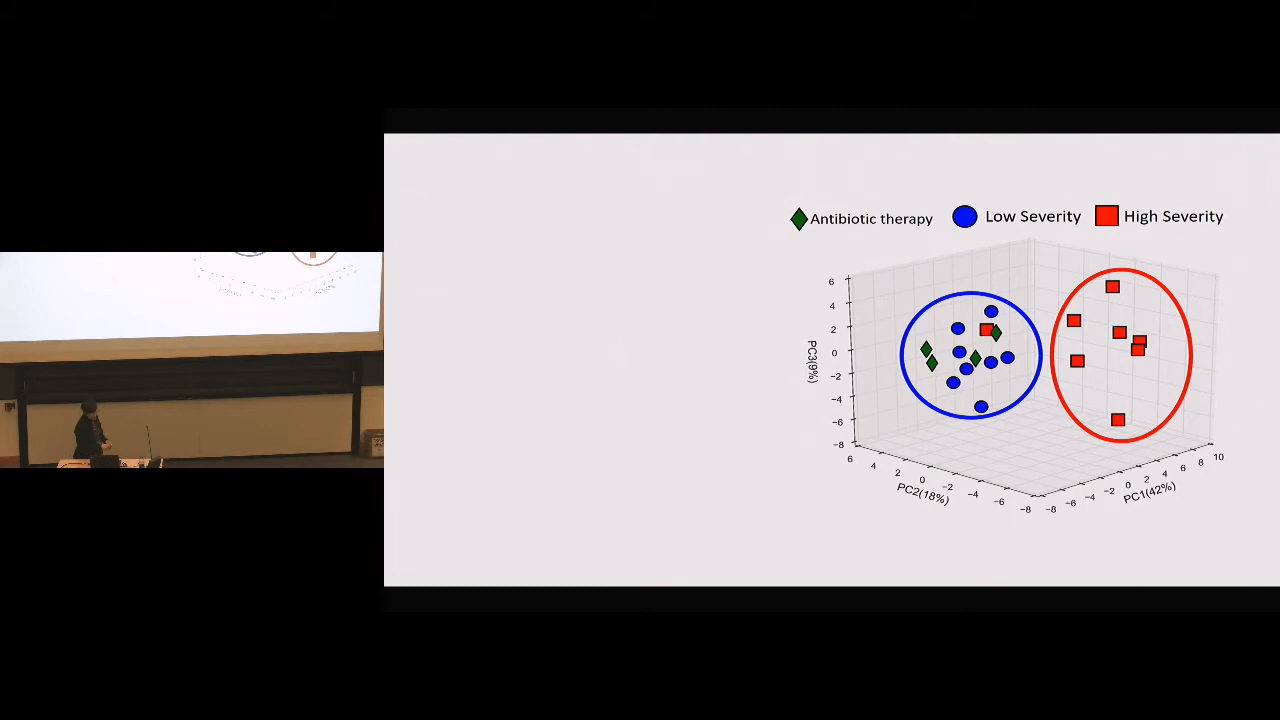 Antibiotic therapy Low Severity High Severity
6
4
2
0
−2
−4
−6
−8
PC3(9%)
6 4 2 0 −2 −4 −6 −8
PC2(18%)
−8 −6 −4 −2 0 2 4 6 8 10
PC1(42%)